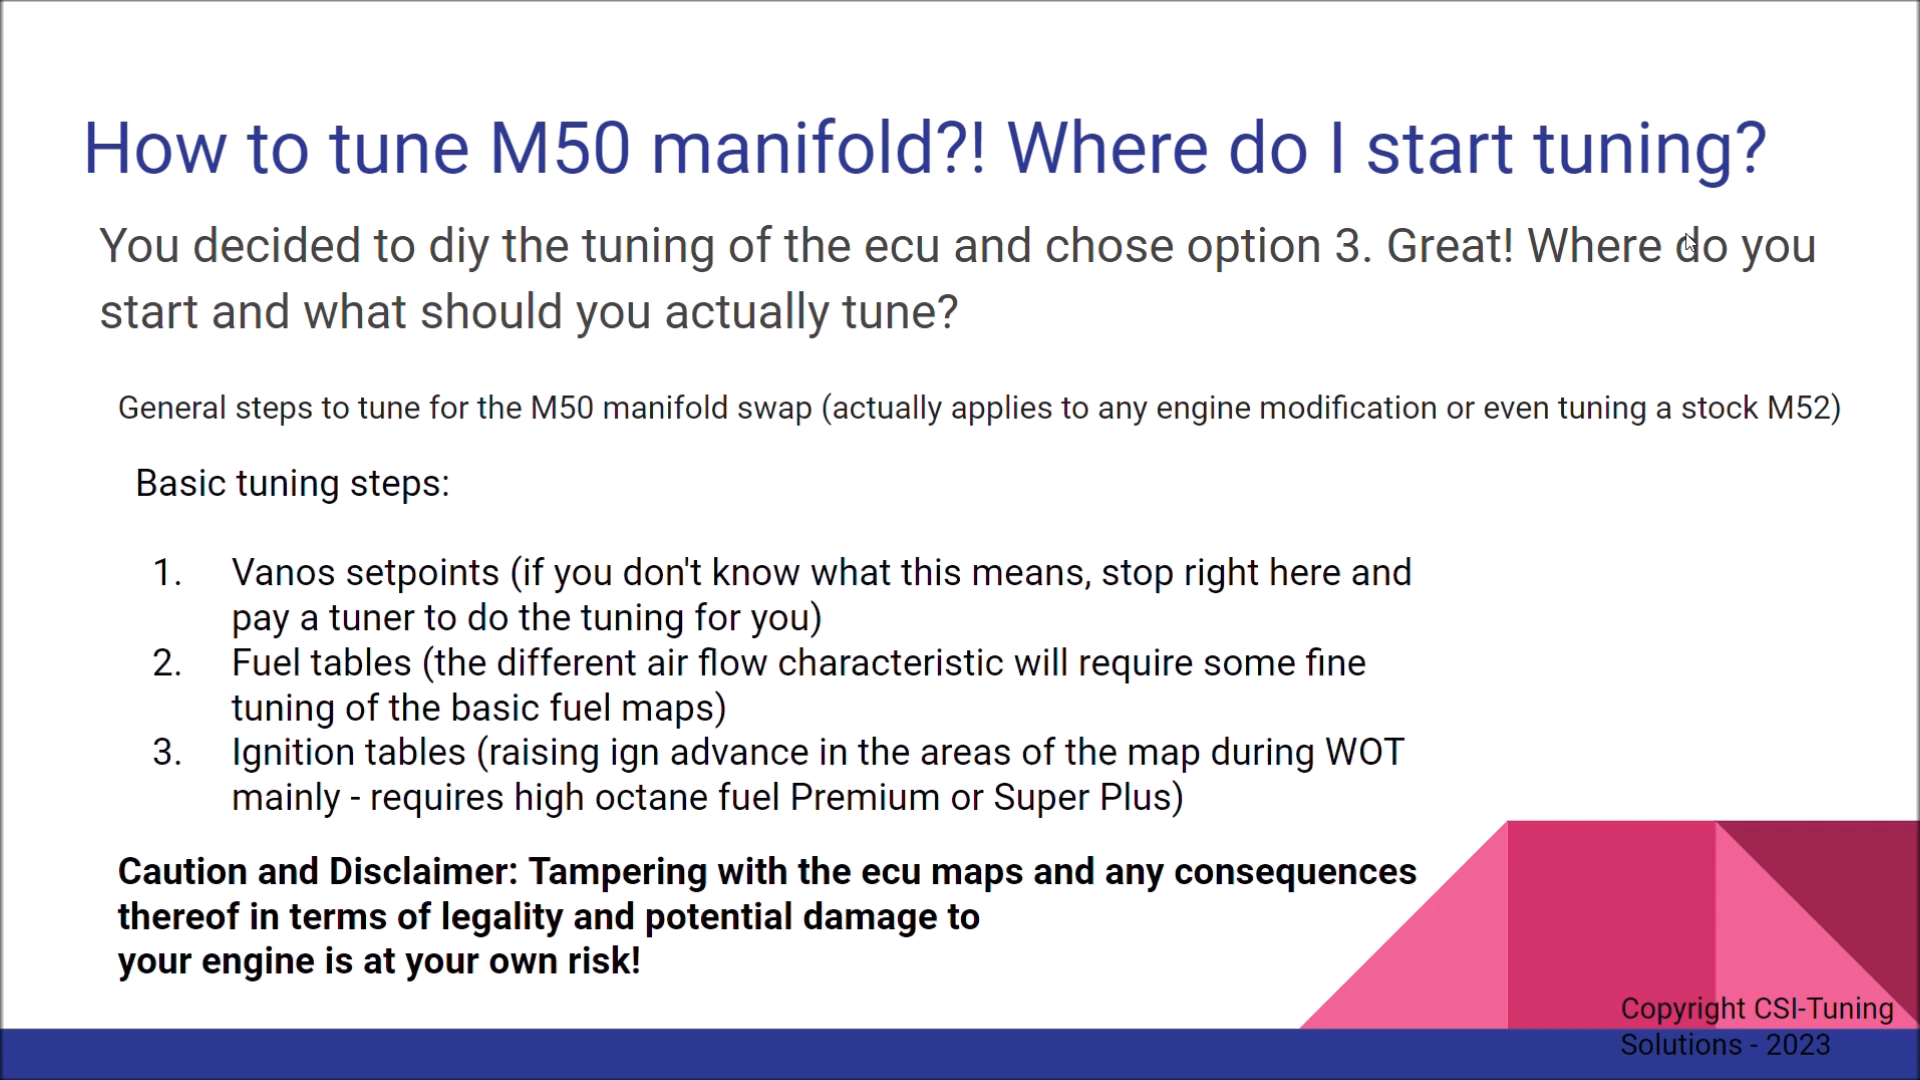 How to tune M50 manifold?! Where do I start tuning?
You decided to diy the tuning of the ecu and chose option 3. Great! Where do you
start and what should you actually tune?
General steps to tune for the M50 manifold swap (actually applies to any engine modification or even tuning a stock M52)
Basic tuning steps:
1. Vanos setpoints (if you don't know what this means, stop right here and
pay a tuner to do the tuning for you)
2. Fuel tables (the different air flow characteristic will require some fine
tuning of the basic fuel maps)
3. Ignition tables (raising ign advance in the areas of the map during WOT
mainly - requires high octane fuel Premium or Super Plus)
Caution and Disclaimer: Tampering with the ecu maps and any consequences
thereof in terms of legality and potential damage to
your engine is at your own risk!
Copyright CSI-Tuning
Solutions - 2023